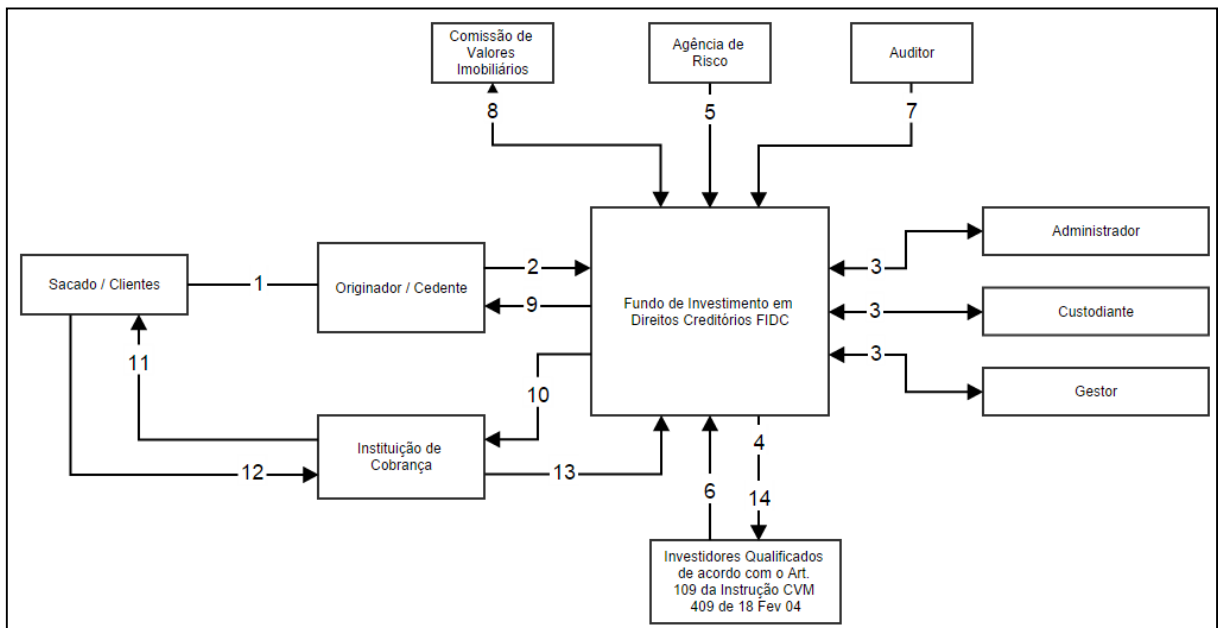 Comissão de
Valores
Imobiliários
Agência de
Risco
Auditor
8
5
7
Sacado / Clientes
1
Originador / Cedente
2
9
Fundo de Investimento em
Direitos Creditórios FIDC
3
Administrador
3
Custodiante
3
Gestor
11
10
Instituição de
Cobrança
12
13
4
6
14
Investidores Qualificados
de acordo com o Art.
109 da Instrução CVM
409 de 18 Fev 04